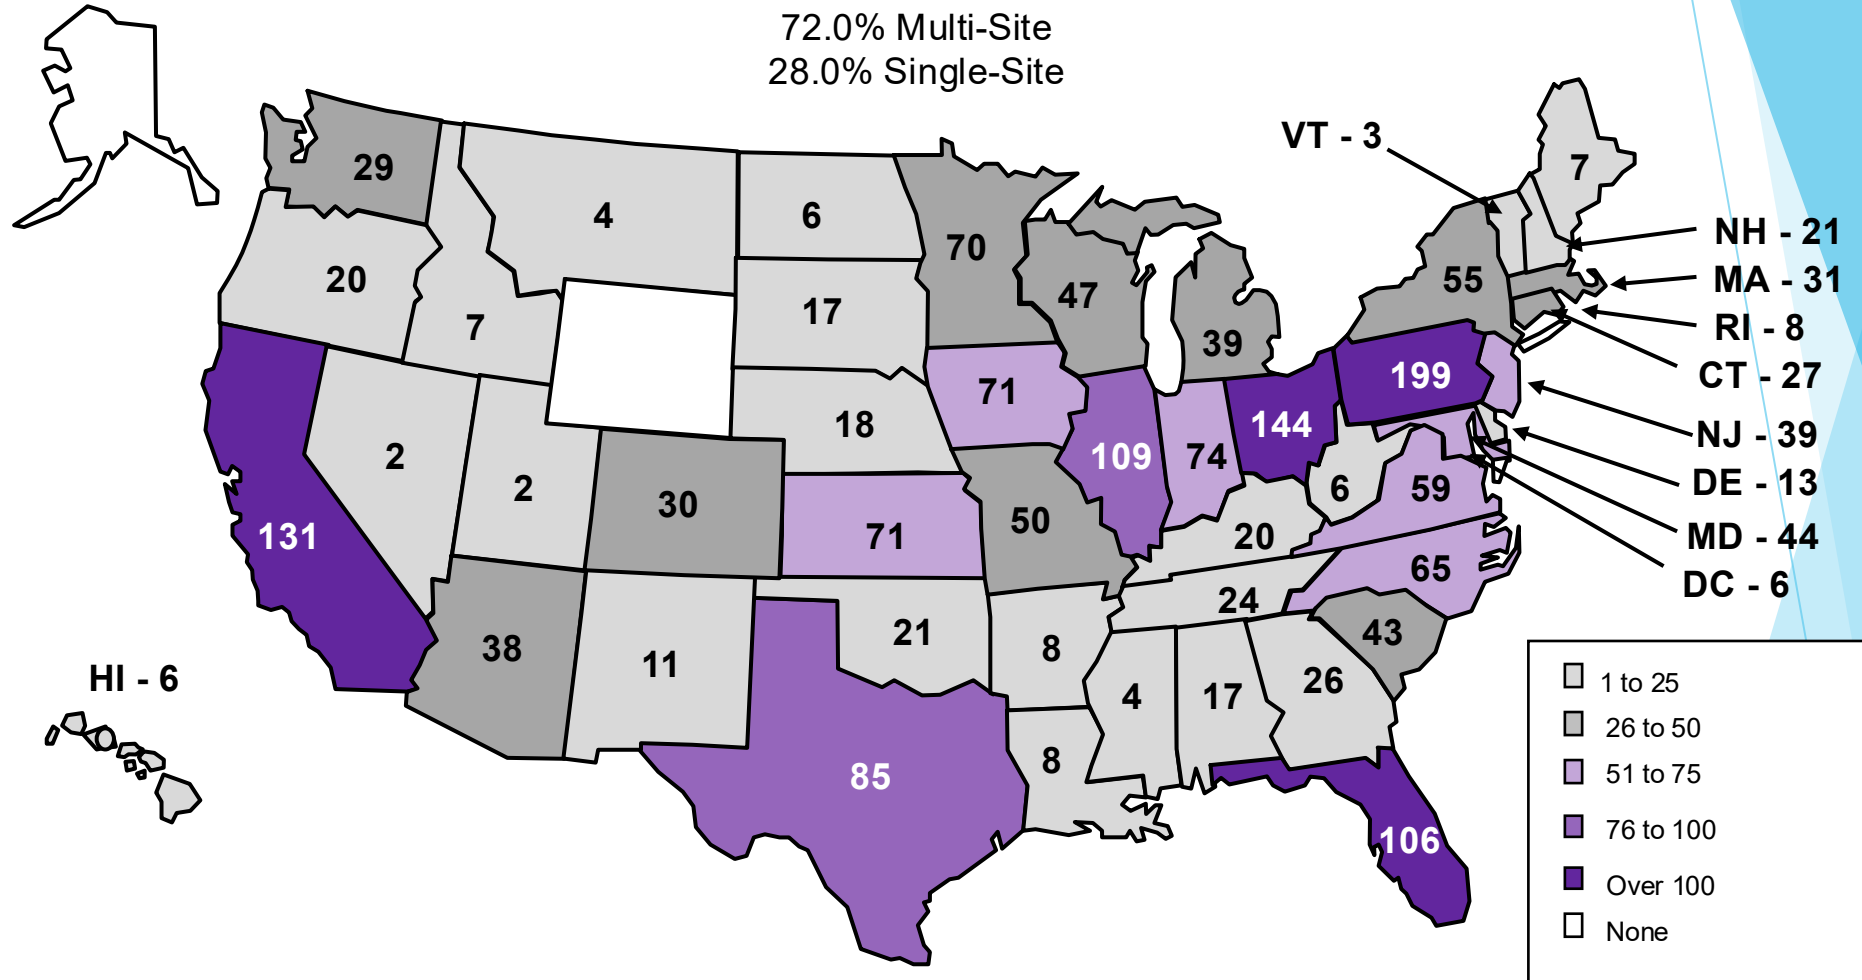 72.0% Multi-Site
28.0% Single-Site
VT - 3
7
29
4
6
70
NH - 21
20
55
MA - 31
47
17
7
RI - 8
39
199
CT - 27
71
18
144
NJ - 39
2
109
74
2
6
59
DE - 13
30
50
131
71
20
MD - 44
65
DC - 6
24
21
43
38
8
11
HI - 6
26
4
17
85
8
106
1 to 25
26 to 50
51 to 75
76 to 100
Over 100
None